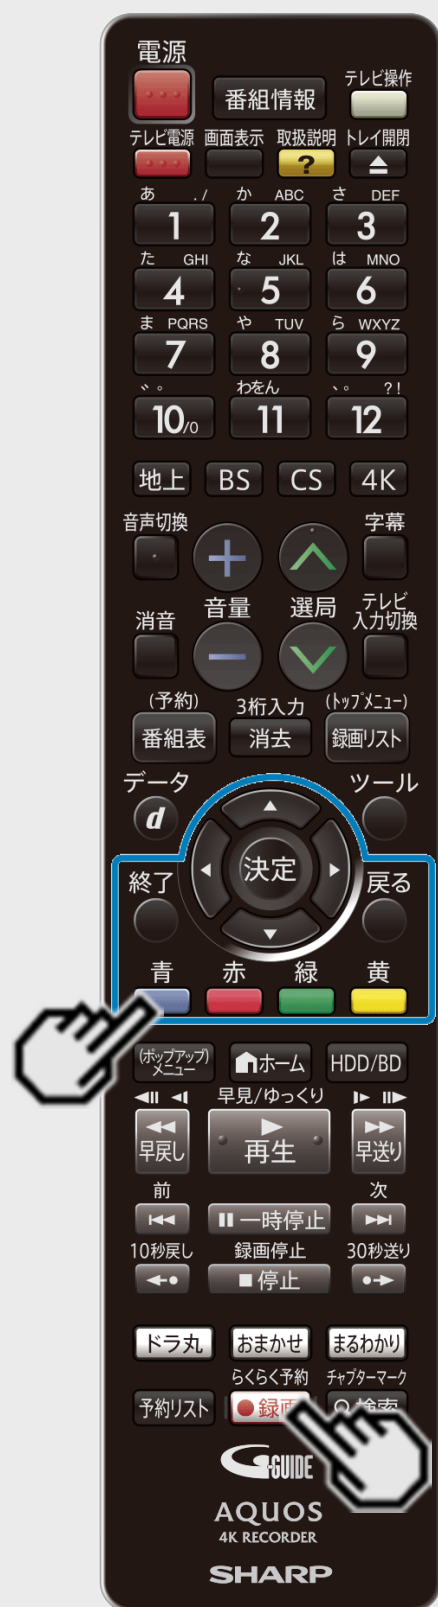 電源
番組情報
テレビ操作
テレビ電源 画面表示 取扱説明 トレイ開閉
?
あ ./ か ABC さ DEF
1 2 3
た GHI な JKL は MNO
4 5 6
ま PQRS や TUV ら WXYZ
7 8 9
゛゜ わをん 、。 ?!
10/0 11 12
地上 BS CS 4K
音声切換 字幕
+
消音 音量 選局 テレビ
入力切換
−
(予約) 3桁入力 (トップメニュー)
番組表 消去 録画リスト
データ ツール
d
決定
終了 戻る
青 赤 緑 黄
(ポップアップ)
メニュー ホーム HDD/BD
早見/ゆっくり
早戻し 再生 早送り
前 次
一時停止
10秒戻し 録画停止 30秒送り
停止
ドラ丸 おまかせ まるわかり
らくらく予約 チャプターマーク
予約リスト 録画 検索
G-GUIDE
AQUOS
4K RECORDER
SHARP